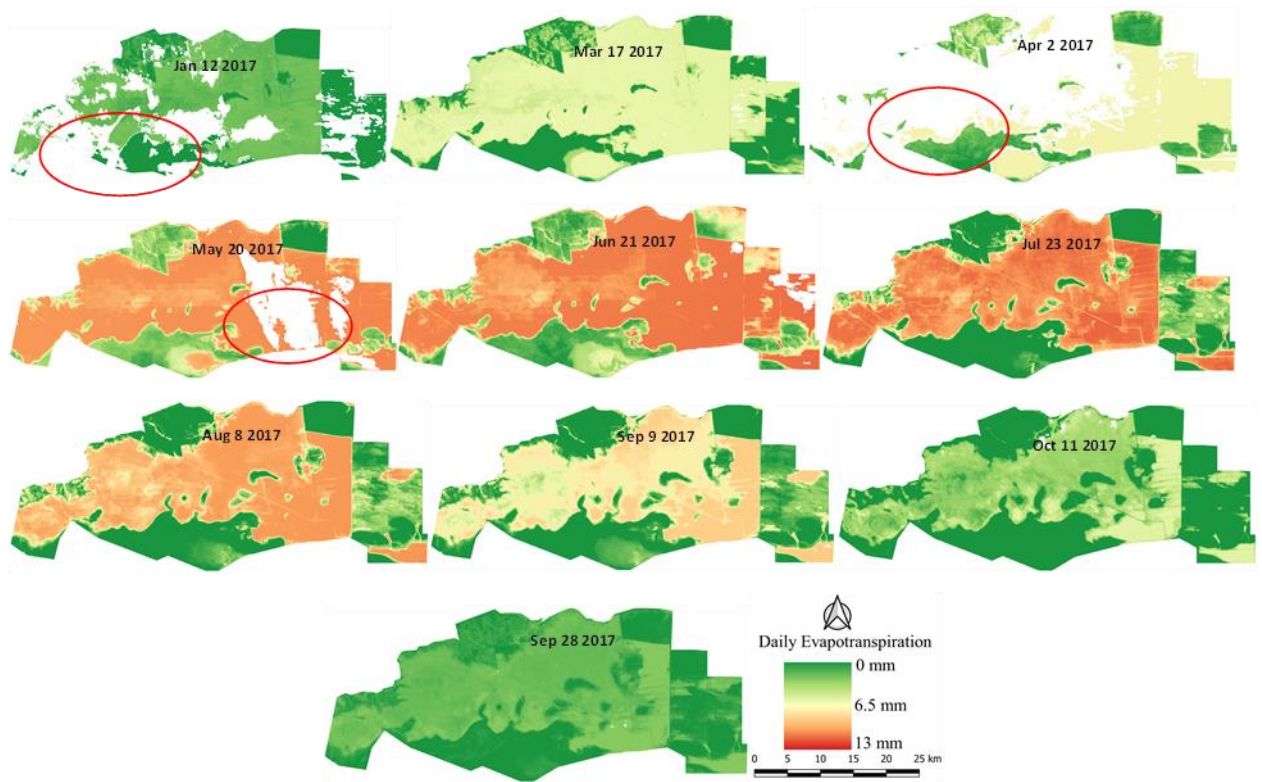 Jan 12 2017
Mar 17 2017
Apr 2 2017
May 20 2017
Jun 21 2017
Jul 23 2017
Aug 8 2017
Sep 9 2017
Oct 11 2017
Sep 28 2017
Daily Evapotranspiration
0 mm
6.5 mm
13 mm
0 5 10 15 20 25 km